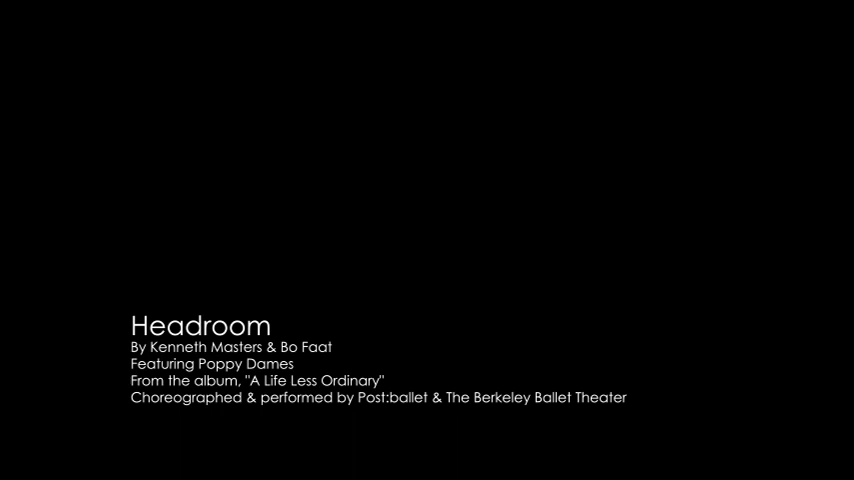 Headroom
By Kenneth Masters & Bo Faat
Featuring Poppy Dames
From the album, "A Life Less Ordinary"
Choreographed & performed by Post:ballet & The Berkeley Ballet Theater